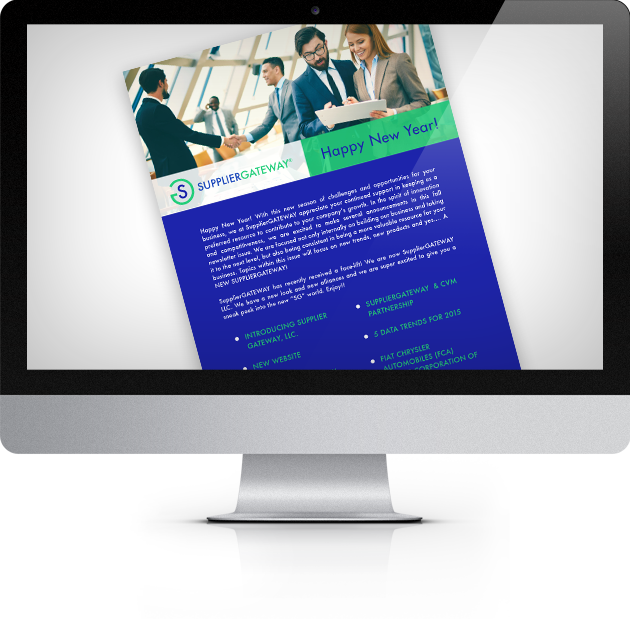 Happy New Year!
S SUPPLIERGATEWAY®
Happy New Year! With this new season of challenges and opportunities for your
business, we at SupplierGATEWAY appreciate your continued support in keeping as a
preferred resource to contribute to your company's growth. In the spirit of innovation
and competitiveness, we are excited to make several announcements in this fall
newsletter issue. We are focused not only internally on building our business and taking
it to the next level, but also being consistent in being a more valuable resource for your
business. Topics within this issue will focus on new trends, new products and yes.... A
NEW SUPPLIERGATEWAY!
SupplierGATEWAY has recently received a face-lift! We are now SupplierGATEWAY
LLC. We have a new look and new alliances and we are super excited to give you a
sneak peek into the new "SG" world. Enjoy!!
• INTRODUCING SUPPLIER
GATEWAY, LLC.
• NEW WEBSITE
• SUPPLIERGATEWAY & CVM
PARTNERSHIP
• 5 DATA TRENDS FOR 2015
• FIAT CHRYSLER
AUTOMOBILES (FCA)
CORPORATION OF